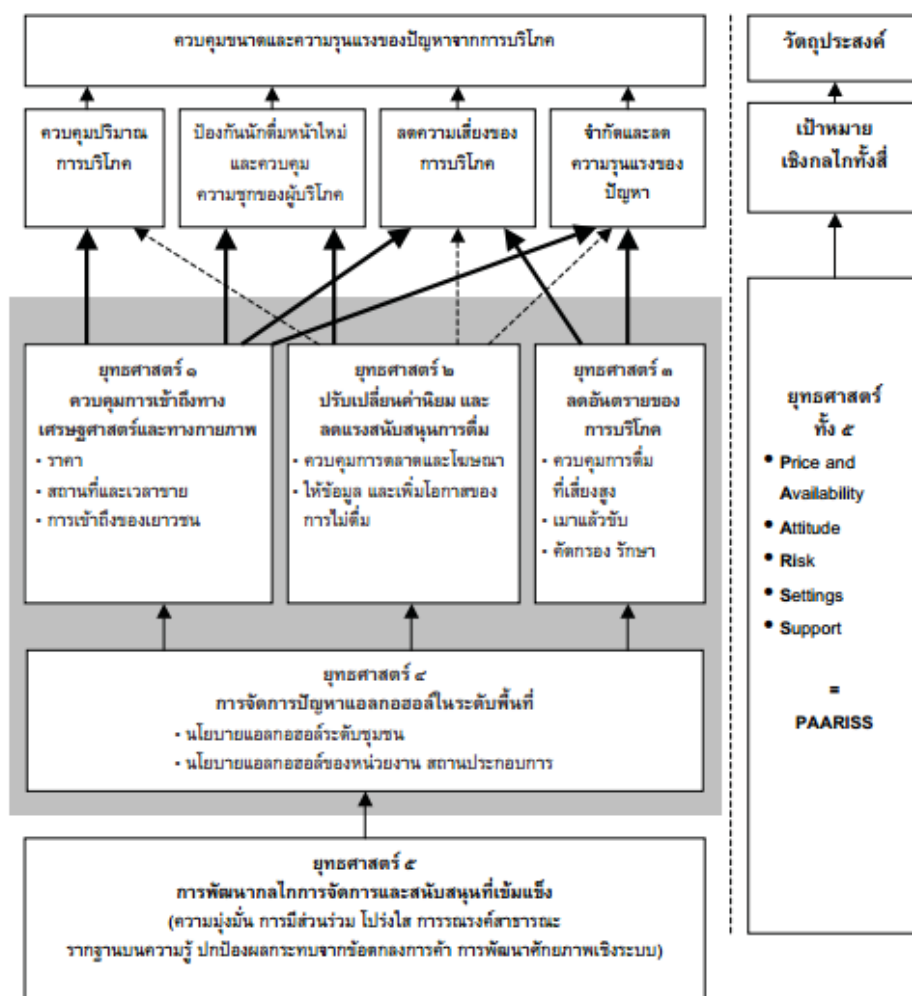 ควบคุมขนาดและความรุนแรงของปัญหาจากการบริโภค
ควบคุมปริมาณ
การบริโภค
ป้องกันนักดื่มหน้าใหม่
และควบคุม
ความชุกของผู้บริโภค
ลดความเสี่ยงของ
การบริโภค
จำกัดและลด
ความรุนแรงของ
ปัญหา
ยุทธศาสตร์ ๑
ควบคุมการเข้าถึงทาง
เศรษฐศาสตร์และทางกายภาพ
▪ ราคา
▪ สถานที่และเวลาขาย
▪ การเข้าถึงของเยาวชน
ยุทธศาสตร์ ๒
ปรับเปลี่ยนค่านิยม และ
ลดแรงสนับสนุนการดื่ม
▪ ควบคุมการตลาดและโฆษณา
▪ ให้ข้อมูล และเพิ่มโอกาสของ
การไม่ดื่ม
ยุทธศาสตร์ ๓
ลดอันตรายของ
การบริโภค
▪ ควบคุมการดื่ม
ที่เสี่ยงสูง
▪ เมาแล้วขับ
▪ คัดกรอง รักษา
ยุทธศาสตร์ ๔
การจัดการปัญหาแอลกอฮอล์ในระดับพื้นที่
▪ นโยบายแอลกอฮอล์ระดับชุมชน
▪ นโยบายแอลกอฮอล์ของหน่วยงาน สถานประกอบการ
ยุทธศาสตร์ ๕
การพัฒนากลไกการจัดการและสนับสนุนที่เข้มแข็ง
(ความมุ่งมั่น การมีส่วนร่วม โปร่งใส การรณรงค์สาธารณะ
รากฐานบนความรู้ ปกป้องผลกระทบจากข้อตกลงการค้า การพัฒนาศักยภาพเชิงระบบ)
วัตถุประสงค์
เป้าหมาย
เชิงกลไกทั้งสี่
ยุทธศาสตร์
ทั้ง ๕
• Price and
Availability
• Attitude
• Risk
• Settings
• Support
=
PAARISS